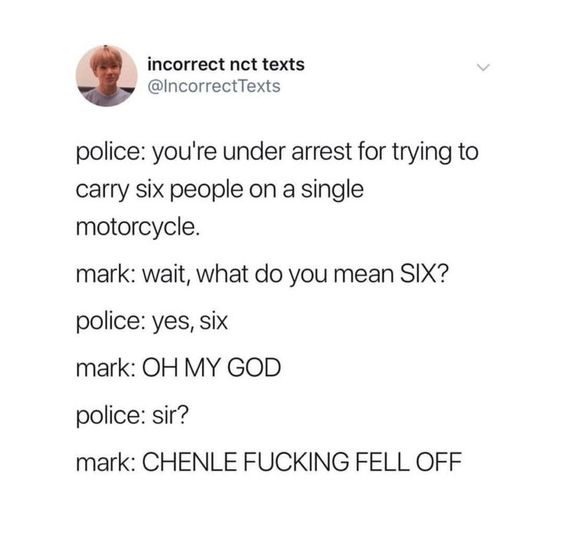 incorrect nct texts
@IncorrectTexts
police: you're under arrest for trying to
carry six people on a single
motorcycle.
mark: wait, what do you mean SIX?
police: yes, six
mark: OH MY GOD
police: sir?
mark: CHENLE FUCKING FELL OFF